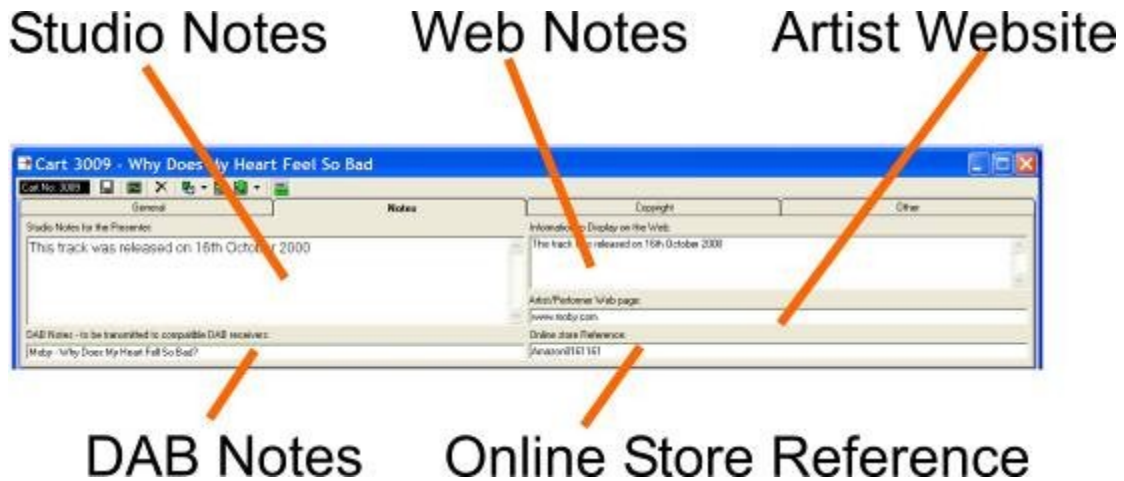 Studio Notes Web Notes Artist Website
Cart 3009 - Why Does My Heart Feel So Bad
Cart No: 3009
General Notes Copyright Other
Studio Notes for the Presenter:
This track was released on 16th October 2000
Information to Display on the Web:
This track was released on 16th October 2000
Artist/Performer Web page:
www.moby.com
DAB Notes - to be transmitted to compatible DAB receivers:
Moby - Why Does My Heart Fell So Bad?
Online store Reference:
Amazon8161161
DAB Notes Online Store Reference